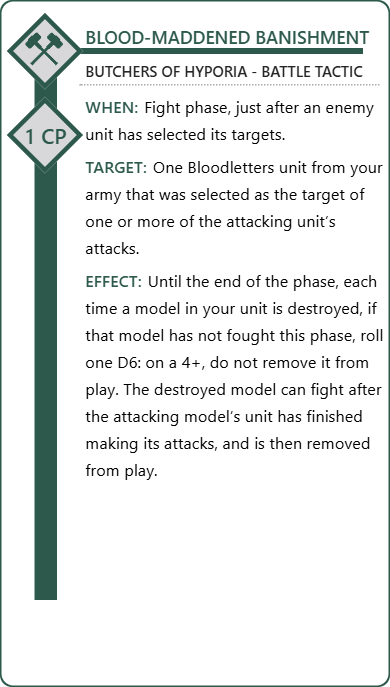 BLOOD-MADDENED BANISHMENT
BUTCHERS OF HYPORIA - BATTLE TACTIC
1 CP
WHEN: Fight phase, just after an enemy
unit has selected its targets.
TARGET: One Bloodletters unit from your
army that was selected as the target of
one or more of the attacking unit's
attacks.
EFFECT: Until the end of the phase, each
time a model in your unit is destroyed, if
that model has not fought this phase, roll
one D6: on a 4+, do not remove it from
play. The destroyed model can fight after
the attacking model's unit has finished
making its attacks, and is then removed
from play.